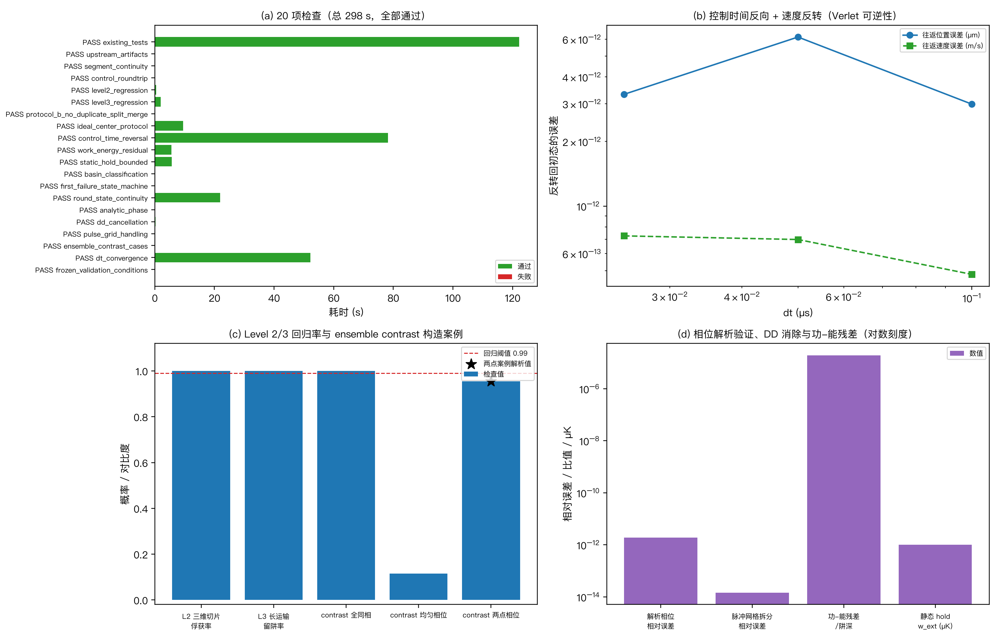 (a) 20 项检查（总 298 s，全部通过）
PASS existing_tests
PASS upstream_artifacts
PASS segment_continuity
PASS control_roundtrip
PASS level2_regression
PASS level3_regression
PASS protocol_b_no_duplicate_split_merge
PASS ideal_center_protocol
PASS control_time_reversal
PASS work_energy_residual
PASS static_hold_bounded
PASS basin_classification
PASS first_failure_state_machine
PASS round_state_continuity
PASS analytic_phase
PASS dd_cancellation
PASS pulse_grid_handling
PASS ensemble_contrast_cases
PASS dt_convergence
PASS frozen_validation_conditions
通过
失败
0 20 40 60 80 100 120
耗时 (s)
(b) 控制时间反向 + 速度反转（Verlet 可逆性）
往返位置误差 (μm)
往返速度误差 (m/s)
反转回初态的误差
6×10⁻¹²
4×10⁻¹²
3×10⁻¹²
2×10⁻¹²
10⁻¹²
6×10⁻¹³
3×10⁻² 4×10⁻² 6×10⁻² 10⁻¹
dt (μs)
(c) Level 2/3 回归率与 ensemble contrast 构造案例
回归阈值 0.99
两点案例解析值
检查值
概率 / 对比度
1.0
0.8
0.6
0.4
0.2
0.0
L2 三维切片
俘获率
L3 长运输
留阱率
contrast 全同相
contrast 均匀相位
contrast 两点相位
(d) 相位解析验证、DD 消除与功–能残差（对数刻度）
数值
相对误差 / 比值 / μK
10⁻⁶
10⁻⁸
10⁻¹⁰
10⁻¹²
10⁻¹⁴
解析相位
相对误差
脉冲网格拆分
相对误差
功–能残差
/阱深
静态 hold
w_ext (μK)